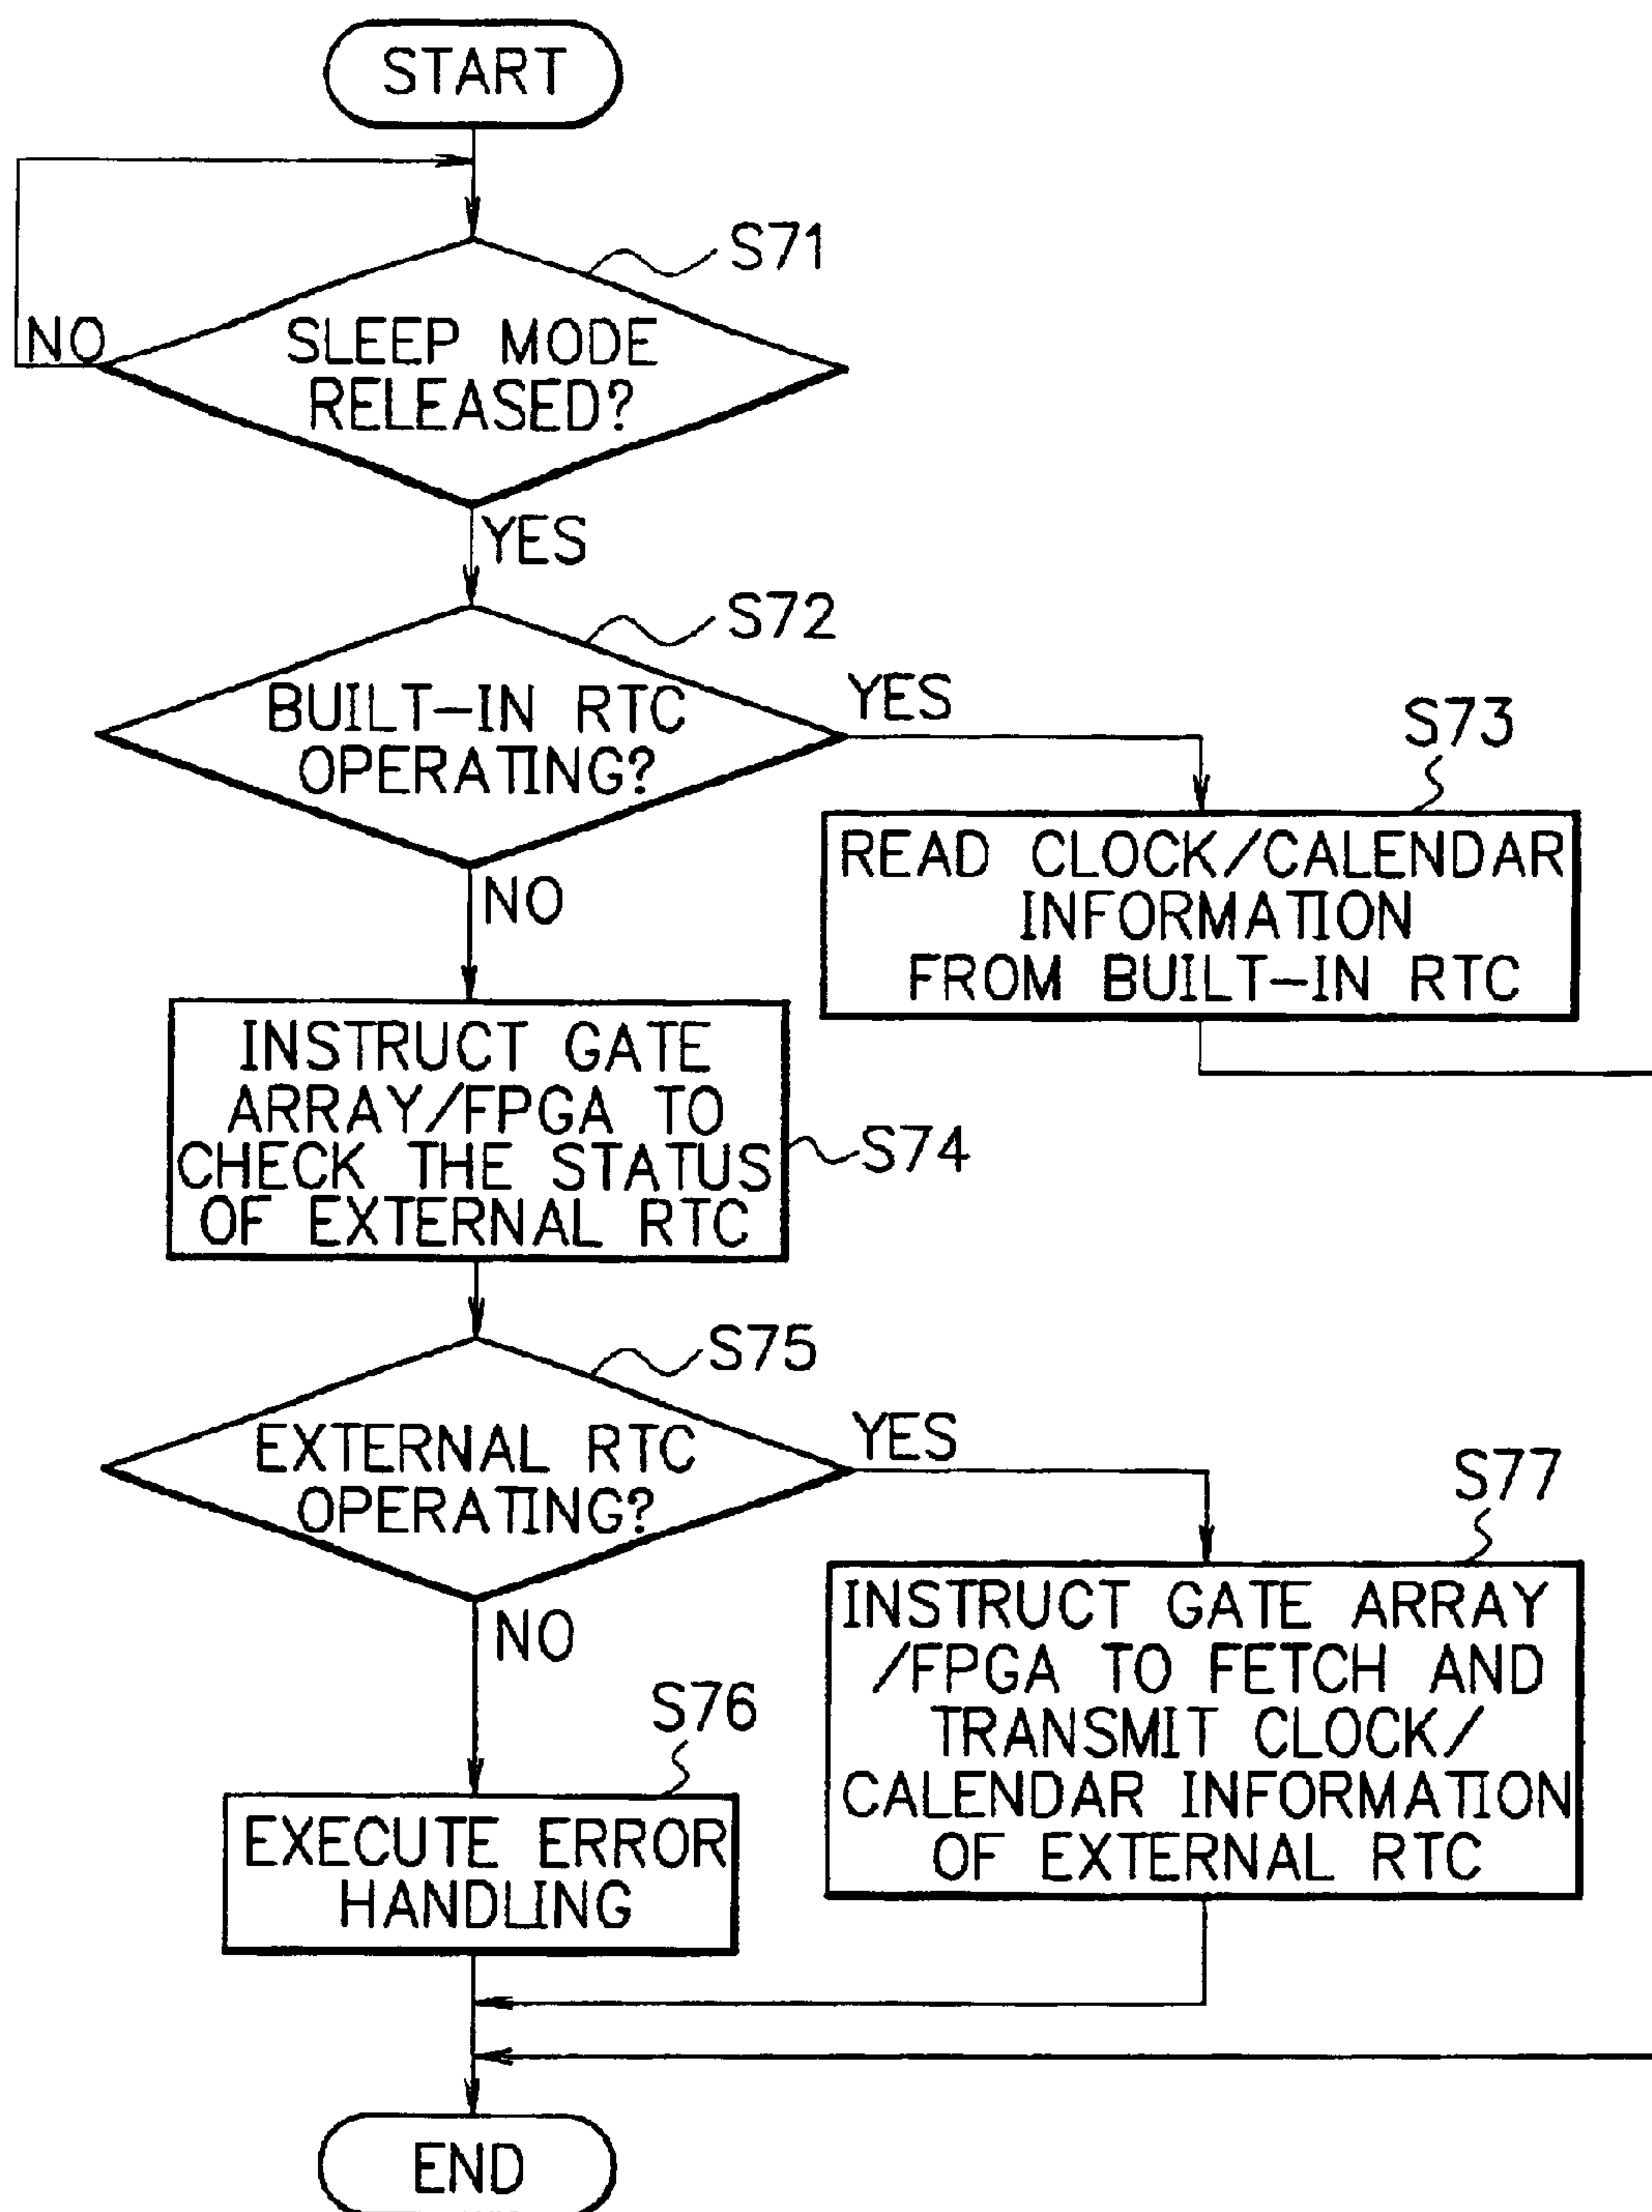 START
S71
NO
SLEEP MODE
RELEASED?
YES
S72
BUILT-IN RTC
OPERATING?
YES
S73
READ CLOCK/CALENDAR
INFORMATION
FROM BUILT-IN RTC
NO
INSTRUCT GATE
ARRAY/FPGA TO
CHECK THE STATUS
OF EXTERNAL RTC
S74
S75
EXTERNAL RTC
OPERATING?
YES
S77
INSTRUCT GATE ARRAY
/FPGA TO FETCH AND
TRANSMIT CLOCK/
CALENDAR INFORMATION
OF EXTERNAL RTC
NO
S76
EXECUTE ERROR
HANDLING
END